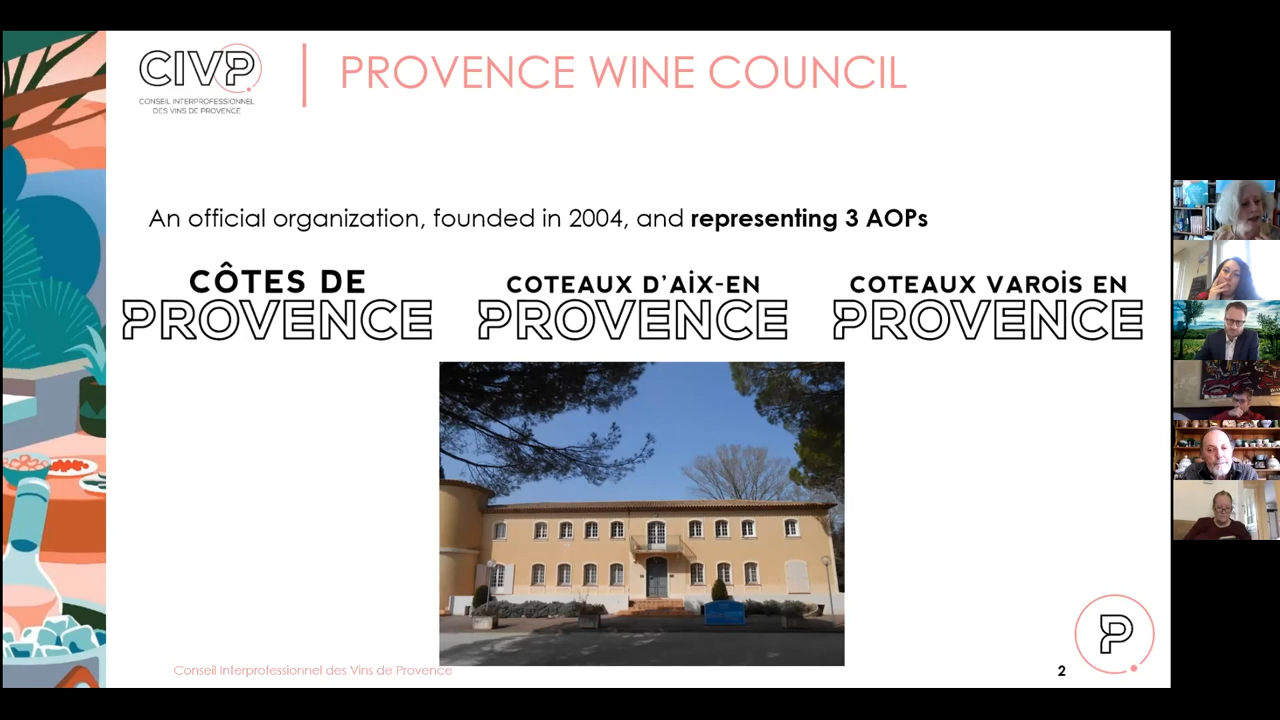 CIVP
CONSEIL INTERPROFESSIONNEL
DES VINS DE PROVENCE
PROVENCE WINE COUNCIL
An official organization, founded in 2004, and representing 3 AOPs
CÔTES DE
PROVENCE
COTEAUX D'AiX-EN
PROVENCE
COTEAUX VAROiS EN
PROVENCE
P
Conseil Interprofessionnel des Vins de Provence
2